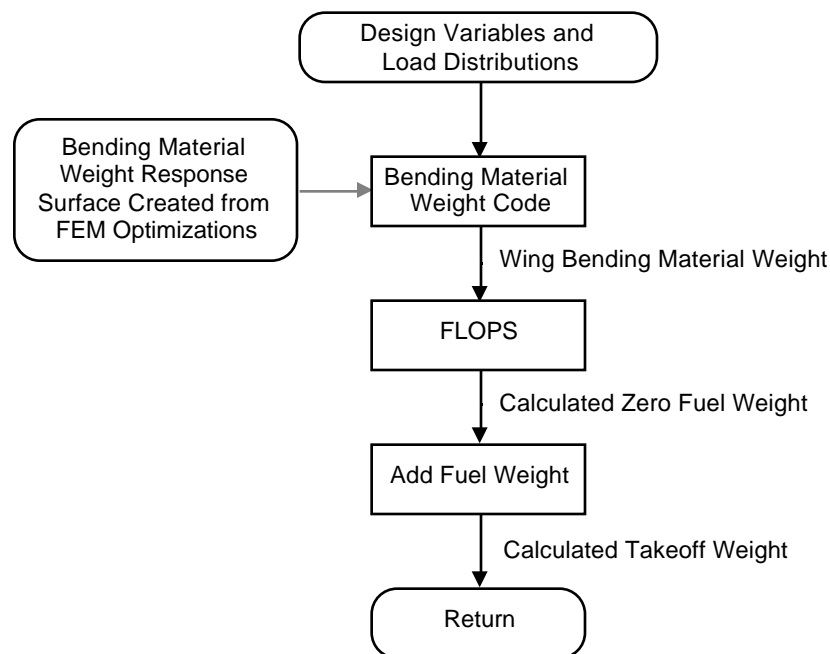 Design Variables and
Load Distributions
Bending Material
Weight Response
Surface Created from
FEM Optimizations
Bending Material
Weight Code
Wing Bending Material Weight
FLOPS
Calculated Zero Fuel Weight
Add Fuel Weight
Calculated Takeoff Weight
Return